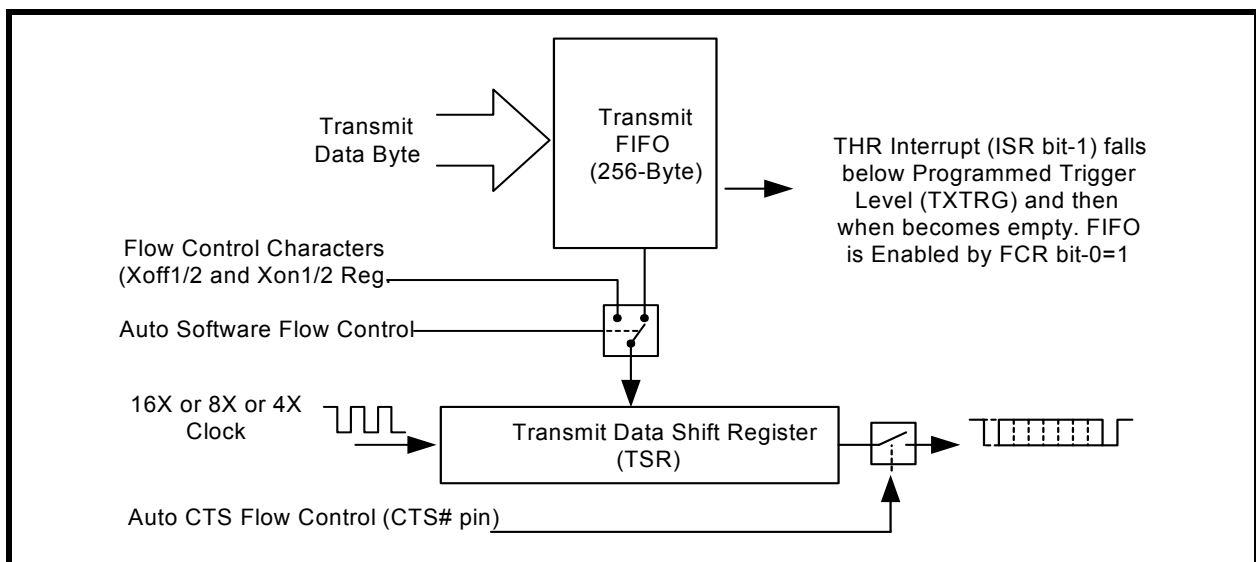 Transmit
Data Byte
Transmit
FIFO
(256-Byte)
THR Interrupt (ISR bit-1) falls
below Programmed Trigger
Level (TXTRG) and then
when becomes empty. FIFO
is Enabled by FCR bit-0=1
Flow Control Characters
(Xoff1/2 and Xon1/2 Reg.
Auto Software Flow Control
16X or 8X or 4X
Clock
Transmit Data Shift Register
(TSR)
Auto CTS Flow Control (CTS# pin)